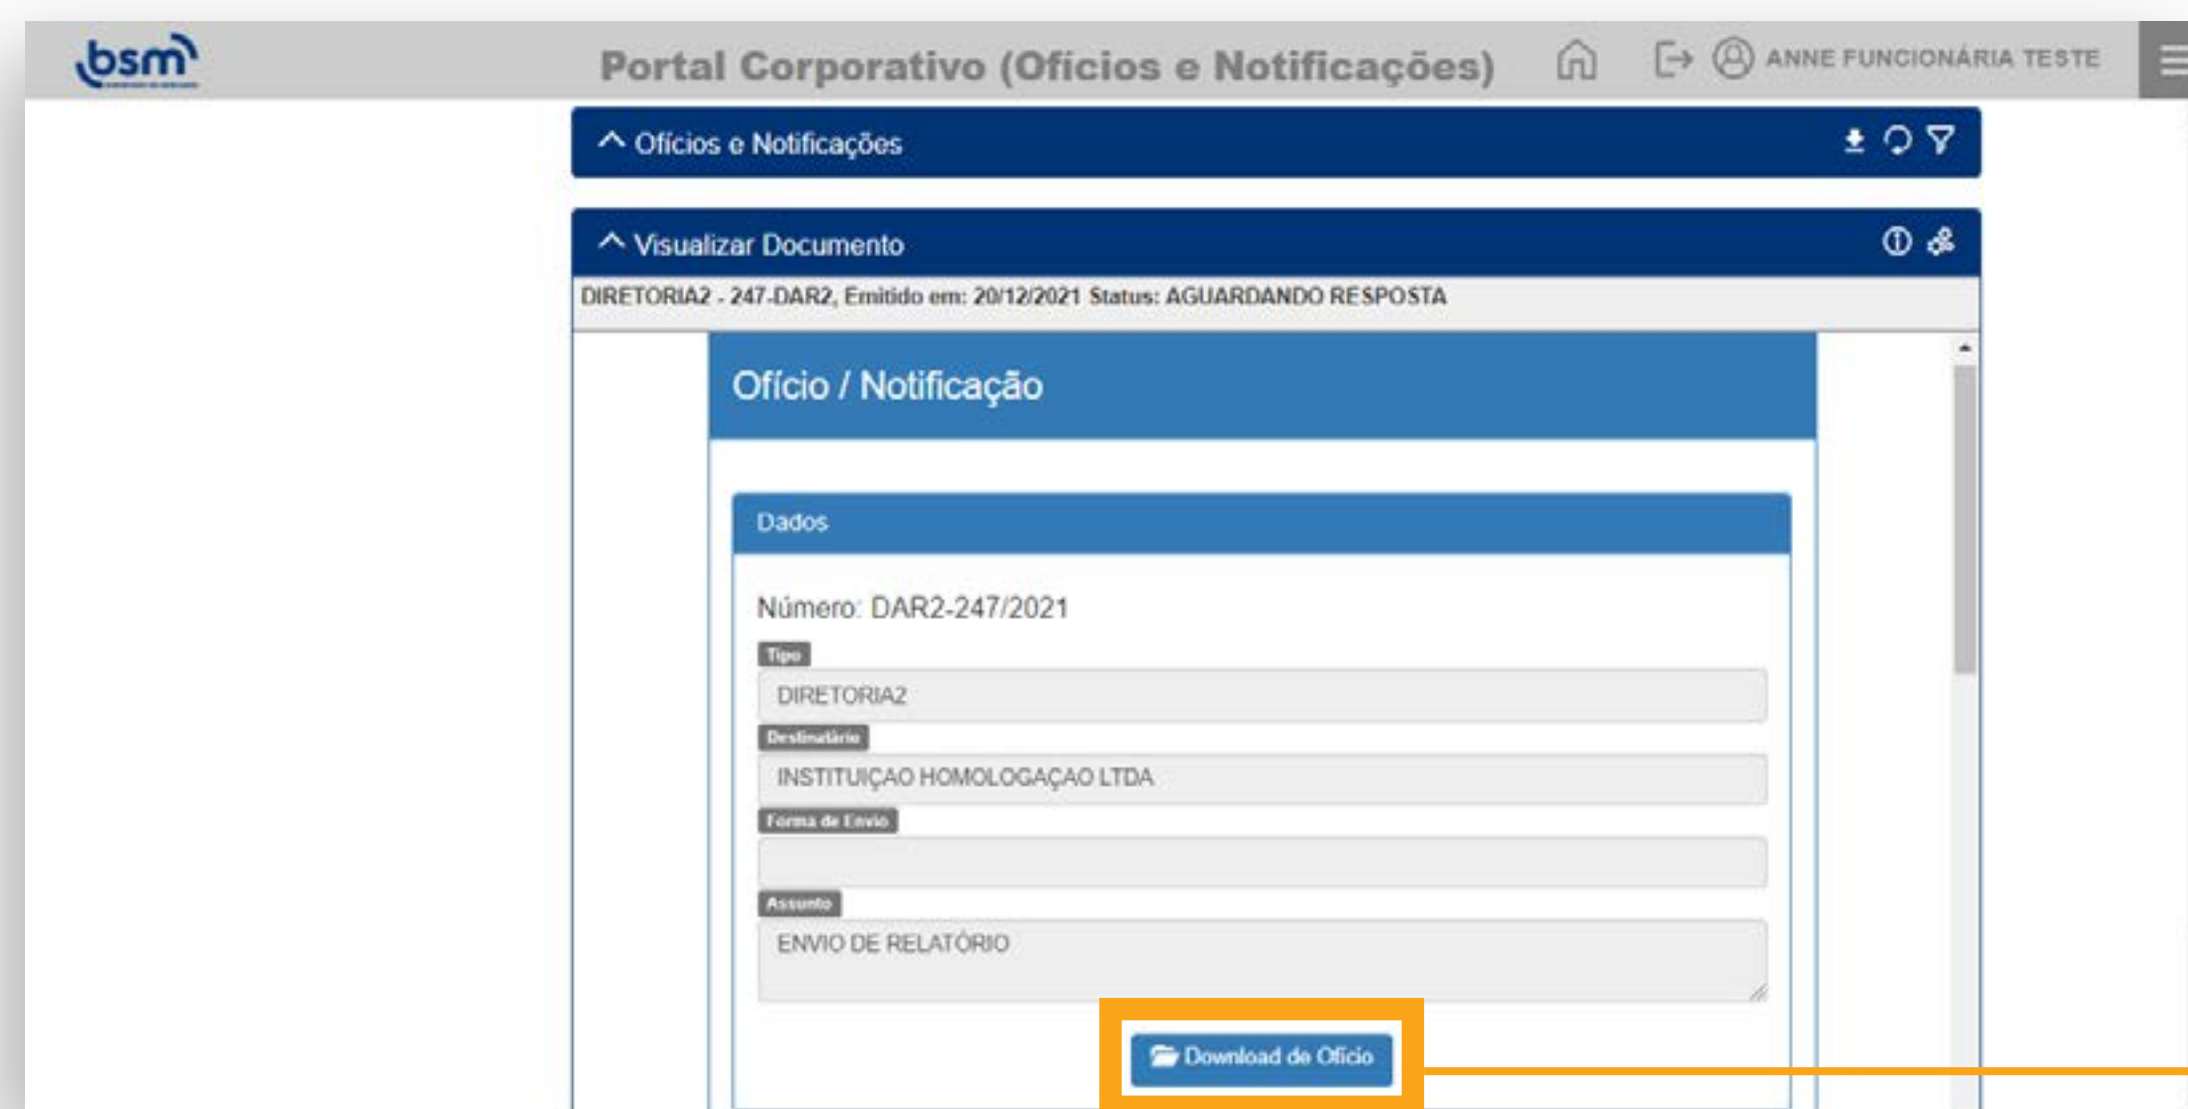 bsm
Portal Corporativo (Ofícios e Notificações)
ANNE FUNCIONÁRIA TESTE
Ofícios e Notificações
Visualizar Documento
DIRETORIA2 - 247-DAR2, Emitido em: 20/12/2021 Status: AGUARDANDO RESPOSTA
Ofício / Notificação
Dados
Número: DAR2-247/2021
Tipo
DIRETORIA2
Destinatário
INSTITUIÇAO HOMOLOGAÇAO LTDA
Forma de Envio
Assunto
ENVIO DE RELATÓRIO
Download do Ofício